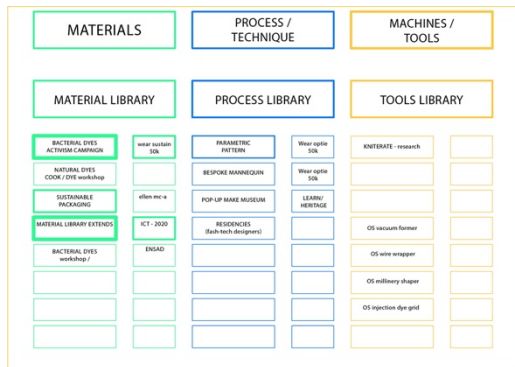 MATERIALS
PROCESS /
TECHNIQUE
MACHINES /
TOOLS
MATERIAL LIBRARY
PROCESS LIBRARY
TOOLS LIBRARY
BACTERIAL DYES
ACTIVISM CAMPAIGN
wear sustain
50k
PARAMETRIC
PATTERN
Wear optie
50k
KNITERATE - research
NATURAL DYES
COOK / DYE workshop
BESPOKE MANNEQUIN
Wear optie
50k
SUSTAINABLE
PACKAGING
ellen mc-a
POP-UP MAKE MUSEUM
LEARN/
HERITAGE
MATERIAL LIBRARY EXTENDS
ICT - 2020
RESIDENCIES
(fash-tech designers)
OS vacuum former
BACTERIAL DYES
workshop /
ENSAD
OS wire wrapper
OS millinery shaper
OS injection dye grid